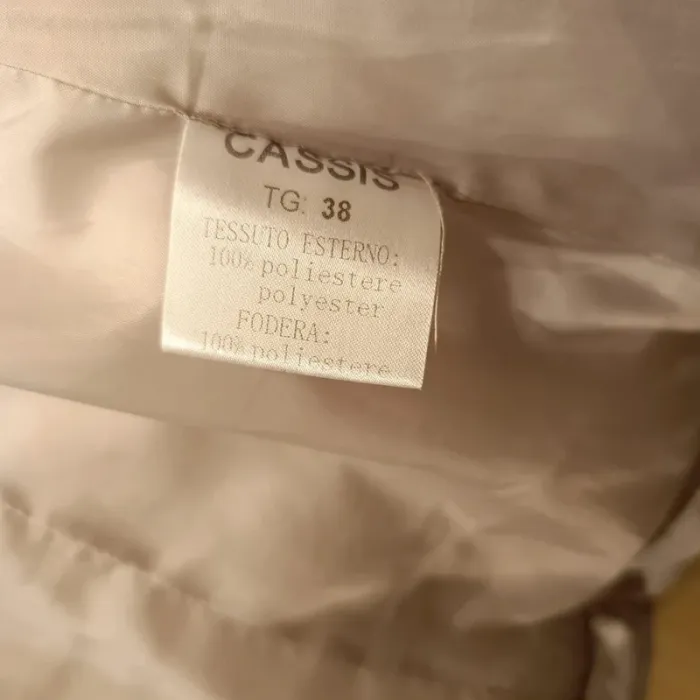 CASSIS
TG: 38
TESSUTO ESTERNO:
100% poliestere
polyester
FODERA:
100% poliestere